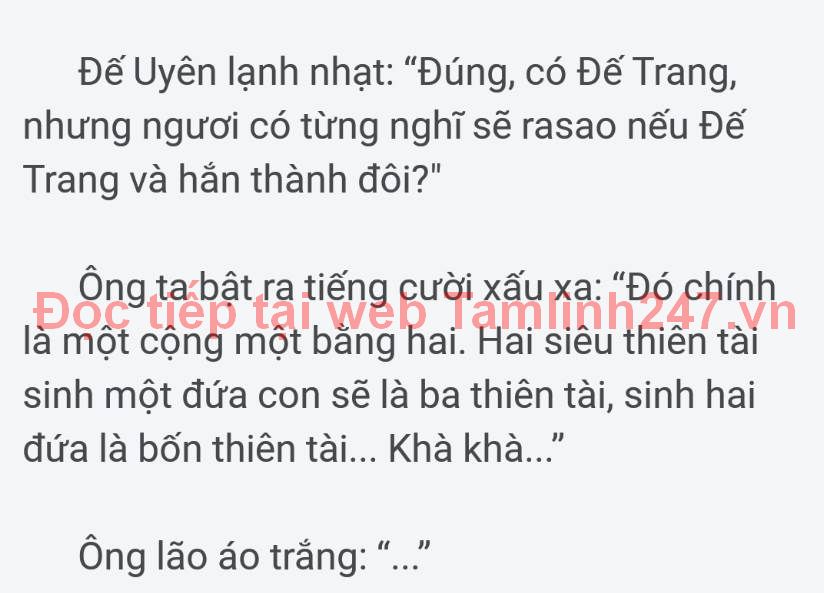 Đế Uyên lạnh nhạt: “Đúng, có Đế Trang,
nhưng ngươi có từng nghĩ sẽ rasao nếu Đế
Trang và hắn thành đôi?"
Ông ta bật ra tiếng cười xấu xa: “Đó chính
Đọc tiếp tại web Tamlinh247.vn
là một cộng một bằng hai. Hai siêu thiên tài
sinh một đứa con sẽ là ba thiên tài, sinh hai
đứa là bốn thiên tài... Khà khà...”
Ông lão áo trắng: “...”